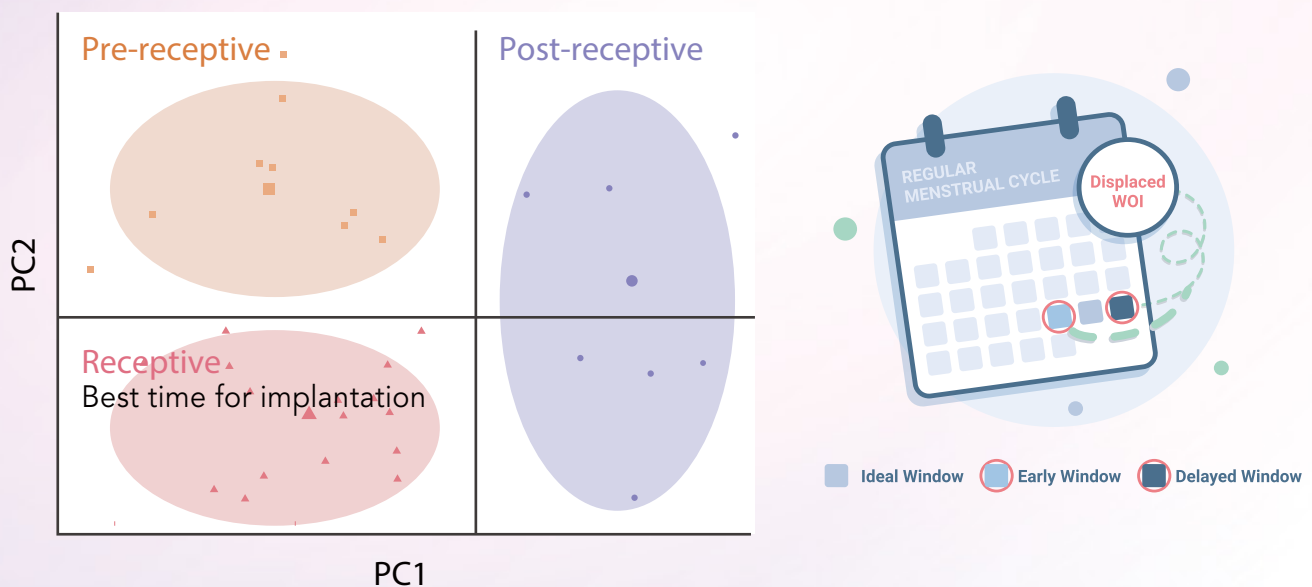 Pre-receptive
Post-receptive
PC2
Receptive
Best time for implantation
PC1
REGULAR
MENSTRUAL CYCLE
Displaced
WOI
Ideal Window
Early Window
Delayed Window